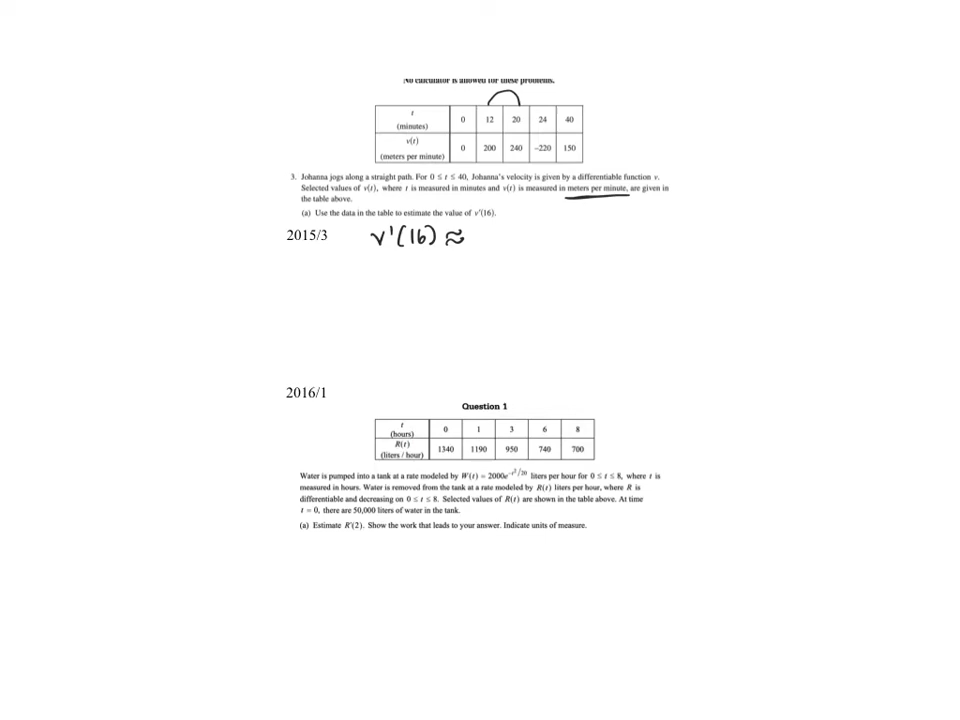 No calculator is allowed for these problems.
t (minutes) 0 12 20 24 40
v(t) (meters per minute) 0 200 240 −220 150
3. Johanna jogs along a straight path. For 0 ≤ t ≤ 40, Johanna's velocity is given by a differentiable function v.
Selected values of v(t), where t is measured in minutes and v(t) is measured in meters per minute, are given in
the table above.
(a) Use the data in the table to estimate the value of v'(16).
2015/3 v'(16) ≈
2016/1
Question 1
t (hours) 0 1 3 6 8
R(t) (liters / hour) 1340 1190 950 740 700
Water is pumped into a tank at a rate modeled by W(t) = 2000e^(−t²/20) liters per hour for 0 ≤ t ≤ 8, where t is
measured in hours. Water is removed from the tank at a rate modeled by R(t) liters per hour, where R is
differentiable and decreasing on 0 ≤ t ≤ 8. Selected values of R(t) are shown in the table above. At time
t = 0, there are 50,000 liters of water in the tank.
(a) Estimate R'(2). Show the work that leads to your answer. Indicate units of measure.